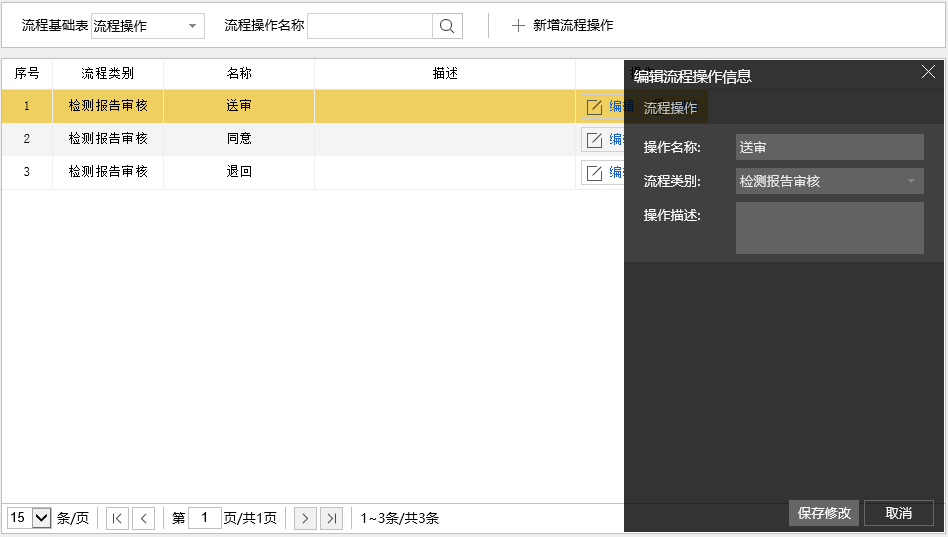 流程基础表 流程操作 流程操作名称 新增流程操作
序号 流程类别 名称 描述 操作
1 检测报告审核 送审 编辑
2 检测报告审核 同意 编辑
3 检测报告审核 退回 编辑
编辑流程操作信息
流程操作
操作名称: 送审
流程类别: 检测报告审核
操作描述:
保存修改 取消
15 条/页 第 1 页/共1页 1~3条/共3条